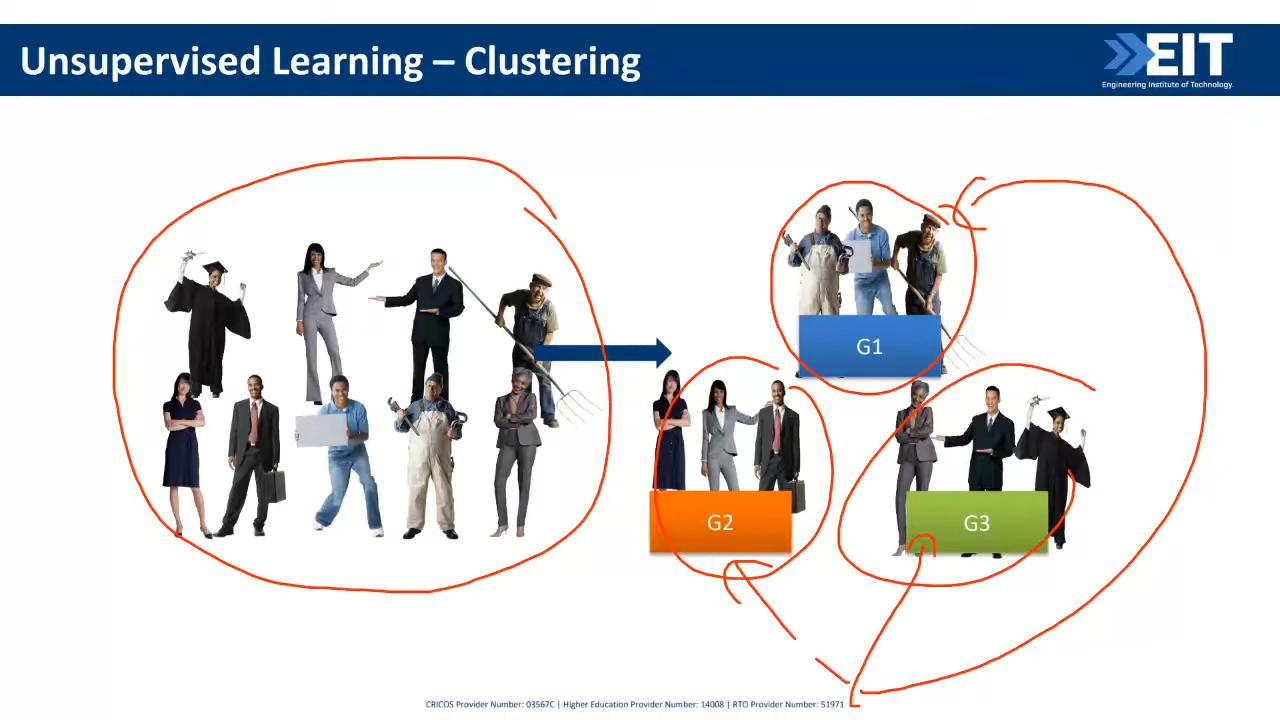 Unsupervised Learning – Clustering
EIT
Engineering Institute of Technology.
G1
G2
G3
CRICOS Provider Number: 03567C | Higher Education Provider Number: 14008 | RTO Provider Number: 51971